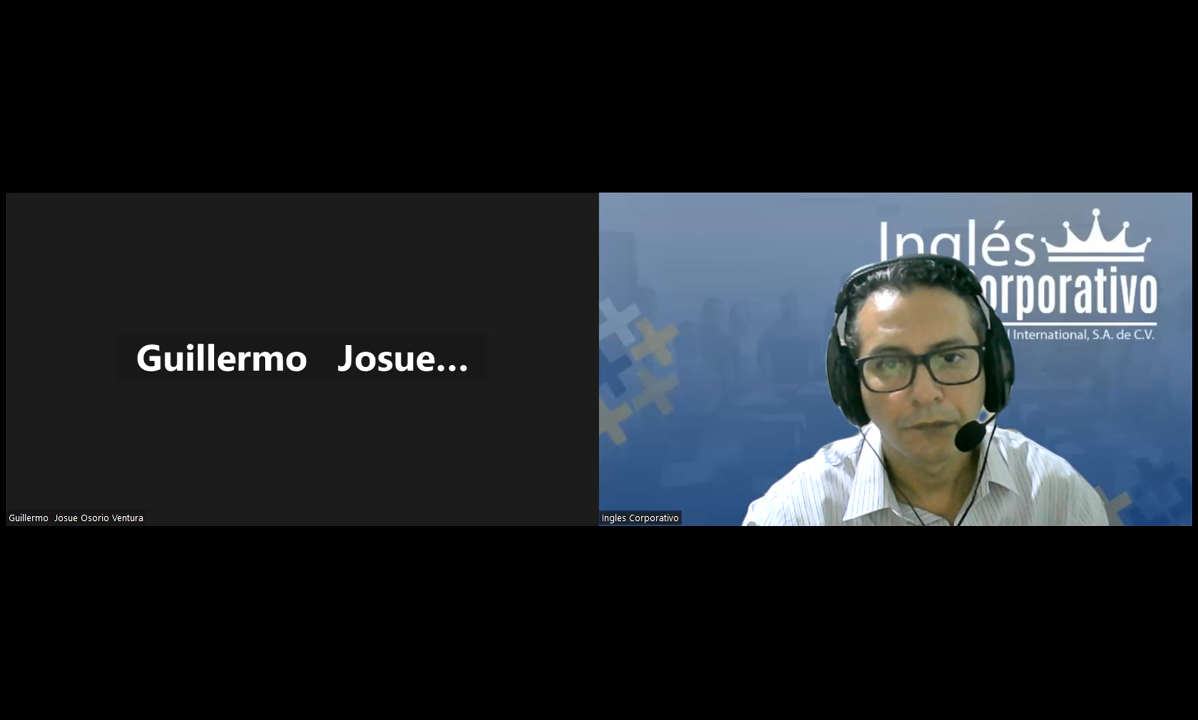 Guillermo Josue...
Guillermo Josue Osorio Ventura
Inglés
orporativo
l International, S.A. de C.V.
Ingles Corporativo